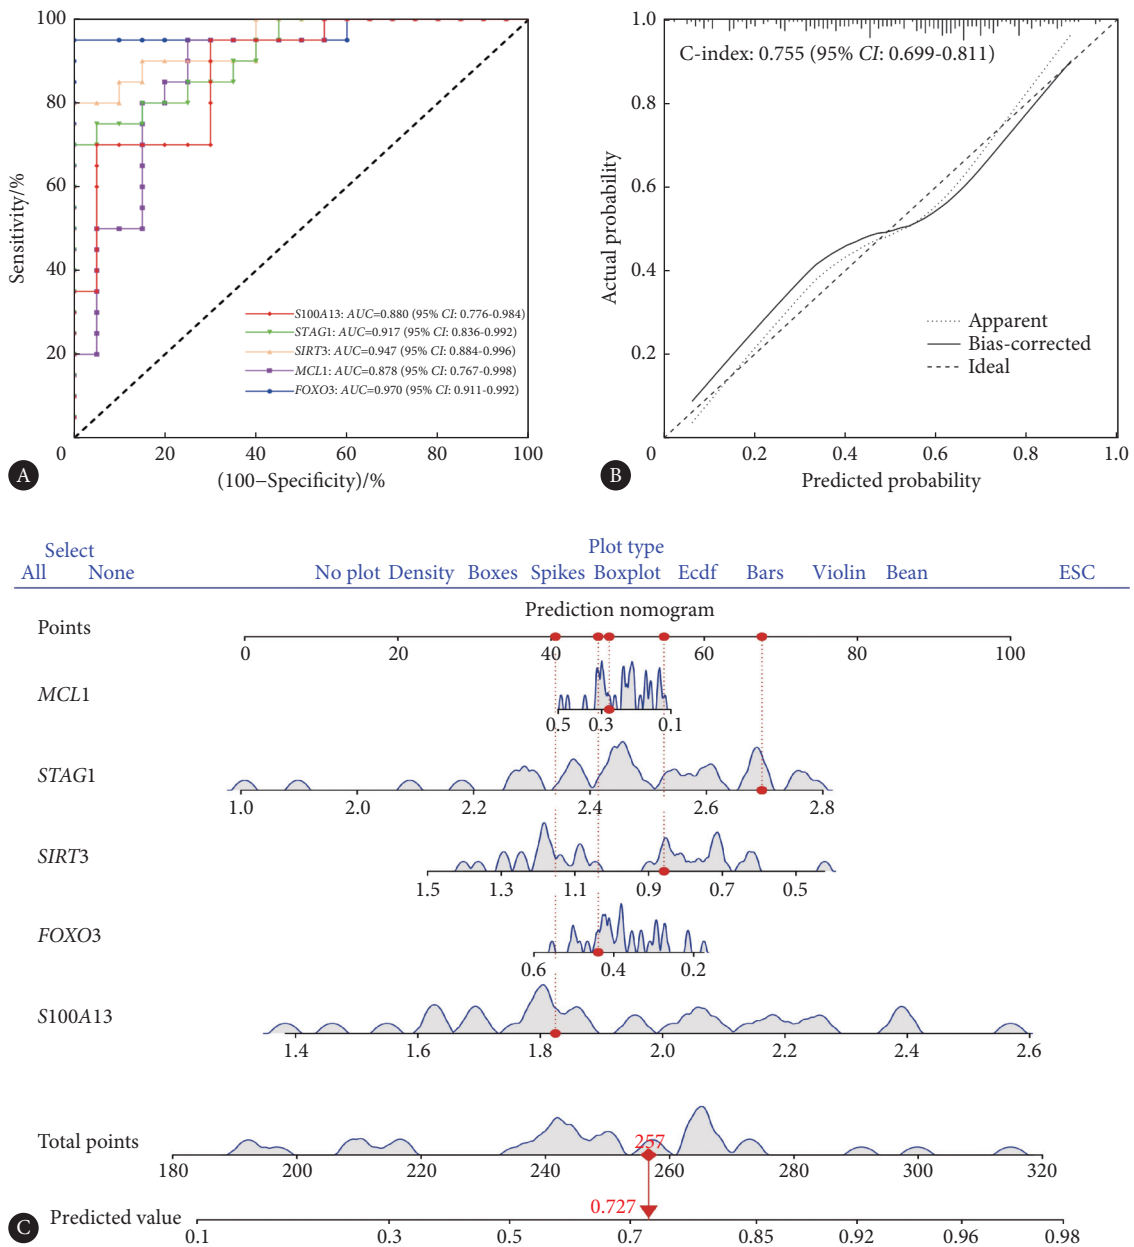 100
80
60
40
20
0
20
40
60
80
100
Sensitivity/%
(100−Specificity)/%
S100A13: AUC=0.880 (95% CI: 0.776-0.984)
STAG1: AUC=0.917 (95% CI: 0.836-0.992)
SIRT3: AUC=0.947 (95% CI: 0.884-0.996)
MCL1: AUC=0.878 (95% CI: 0.767-0.998)
FOXO3: AUC=0.970 (95% CI: 0.911-0.992)
A
1.0
0.8
0.6
0.4
0.2
0
0.2
0.4
0.6
0.8
1.0
Actual probability
Predicted probability
C-index: 0.755 (95% CI: 0.699-0.811)
Apparent
Bias-corrected
Ideal
B
Select
Plot type
All None No plot Density Boxes Spikes Boxplot Ecdf Bars Violin Bean ESC
Prediction nomogram
Points
0 20 40 60 80 100
MCL1
0.5 0.3 0.1
STAG1
1.0 2.0 2.2 2.4 2.6 2.8
SIRT3
1.5 1.3 1.1 0.9 0.7 0.5
FOXO3
0.6 0.4 0.2
S100A13
1.4 1.6 1.8 2.0 2.2 2.4 2.6
Total points
257
180 200 220 240 260 280 300 320
0.727
Predicted value
0.1 0.3 0.5 0.7 0.85 0.92 0.96 0.98
C